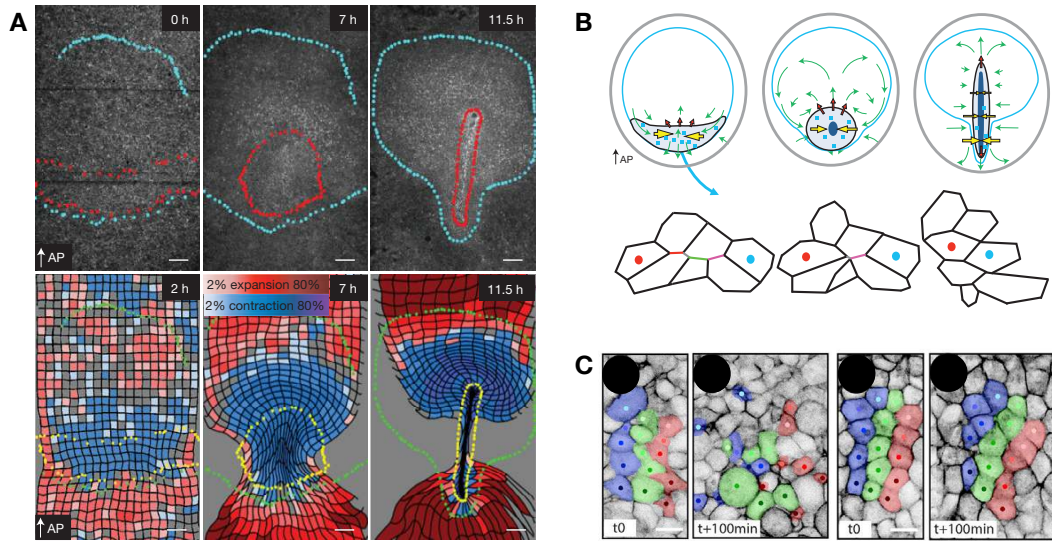 A
0 h
7 h
11.5 h
↑ AP
2 h
7 h
2% expansion 80%
2% contraction 80%
11.5 h
↑ AP
B
↑ AP
C
t0
t+100min
t0
t+100min